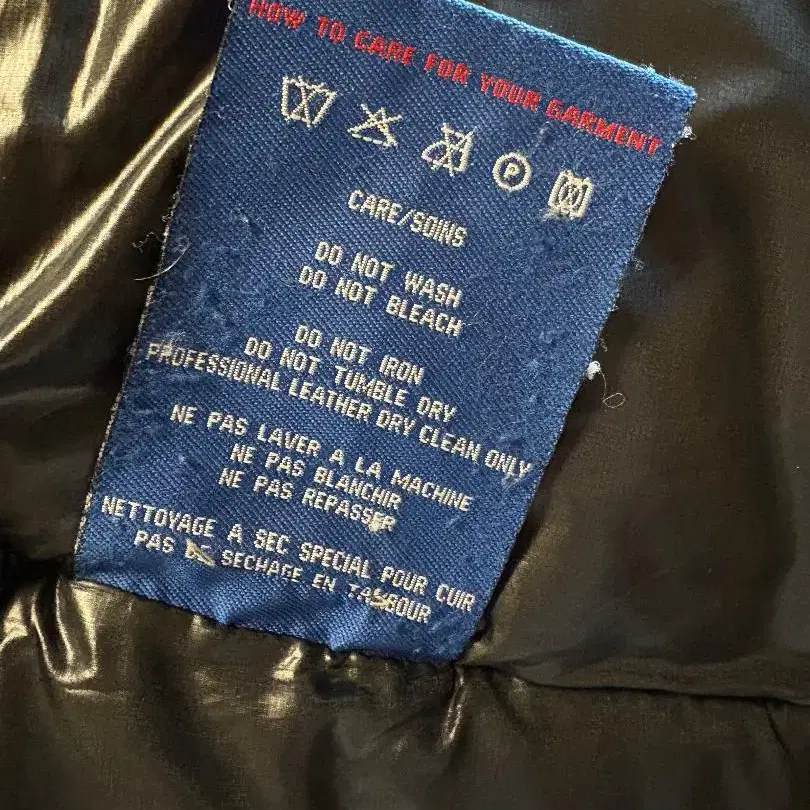 HOW TO CARE FOR YOUR GARMENT
P
CARE/SOINS
DO NOT WASH
DO NOT BLEACH
DO NOT IRON
DO NOT TUMBLE DRY
PROFESSIONAL LEATHER DRY CLEAN ONLY
NE PAS LAVER A LA MACHINE
NE PAS BLANCHIR
NE PAS REPASSER
NETTOYAGE A SEC SPECIAL POUR CUIR
PAS DE SECHAGE EN TAMBOUR